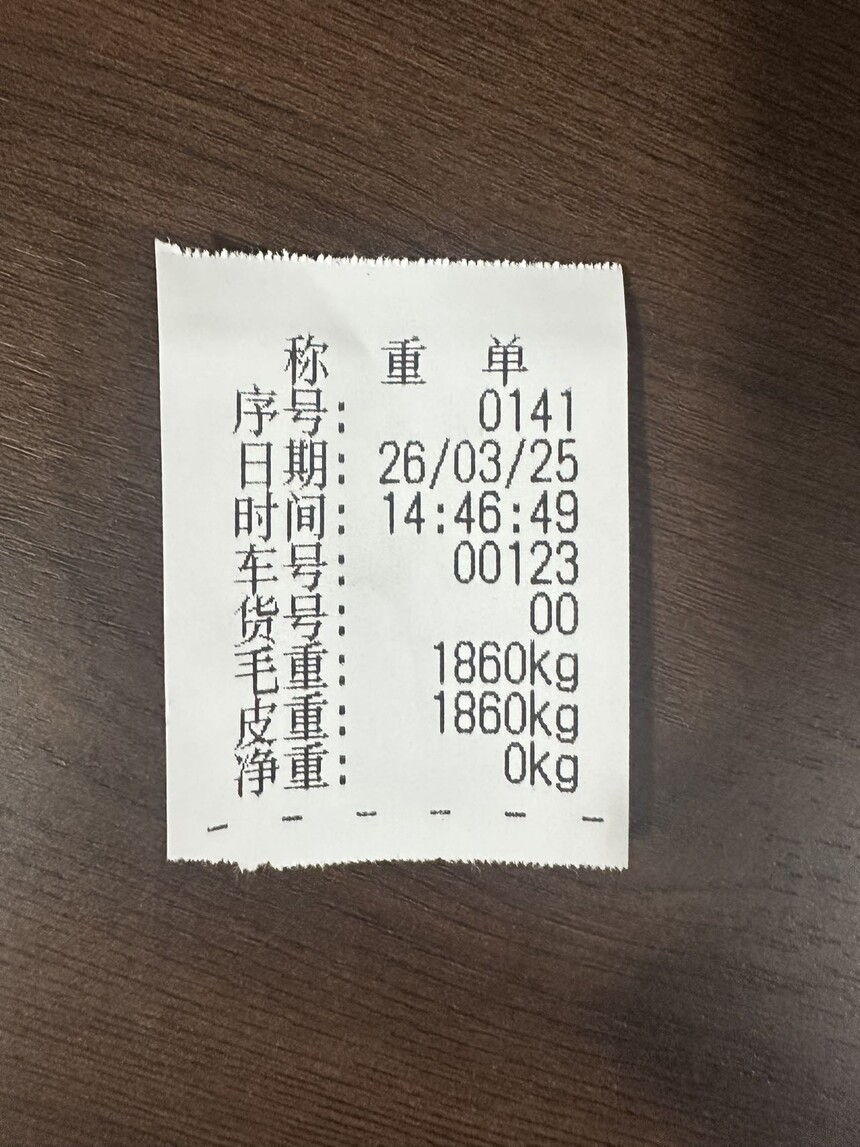 称 重 单
序号: 0141
日期: 26/03/25
时间: 14:46:49
车号: 00123
货号: 00
毛重: 1860kg
皮重: 1860kg
净重: 0kg
- - - - - -